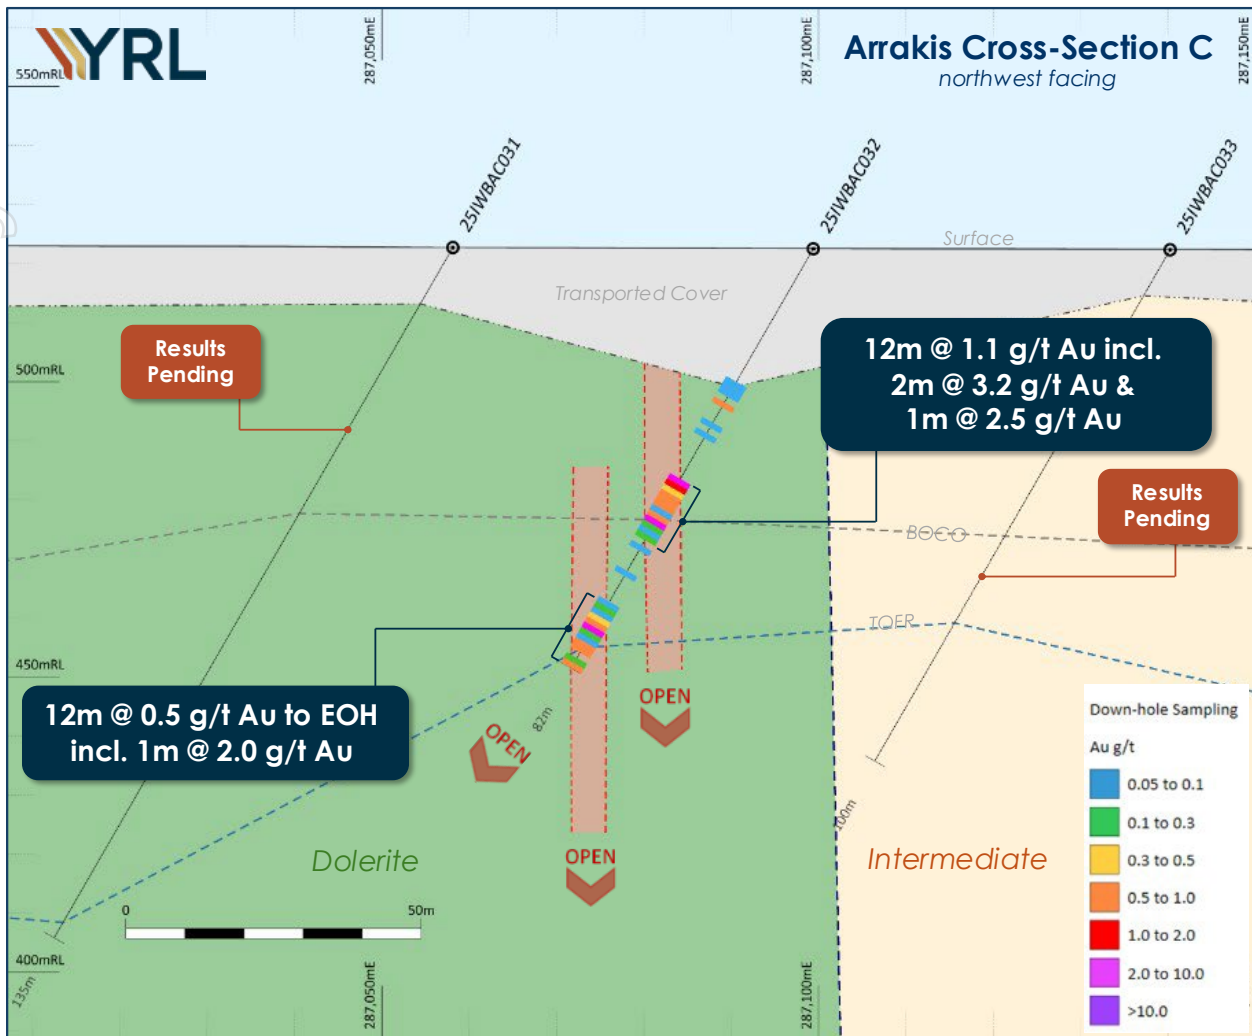 YRL
Arrakis Cross-Section C
northwest facing
287,050mE
287,100mE
287,150mE
550mRL
500mRL
450mRL
400mRL
25IWBAC031
25IWBAC032
25IWBAC033
Surface
Transported Cover
Results
Pending
12m @ 1.1 g/t Au incl.
2m @ 3.2 g/t Au &
1m @ 2.5 g/t Au
Results
Pending
BOCO
TOFR
12m @ 0.5 g/t Au to EOH
incl. 1m @ 2.0 g/t Au
OPEN
OPEN
OPEN
82m
100m
135m
Dolerite
Intermediate
0
50m
287,050mE
287,100mE
Down-hole Sampling
Au g/t
0.05 to 0.1
0.1 to 0.3
0.3 to 0.5
0.5 to 1.0
1.0 to 2.0
2.0 to 10.0
>10.0